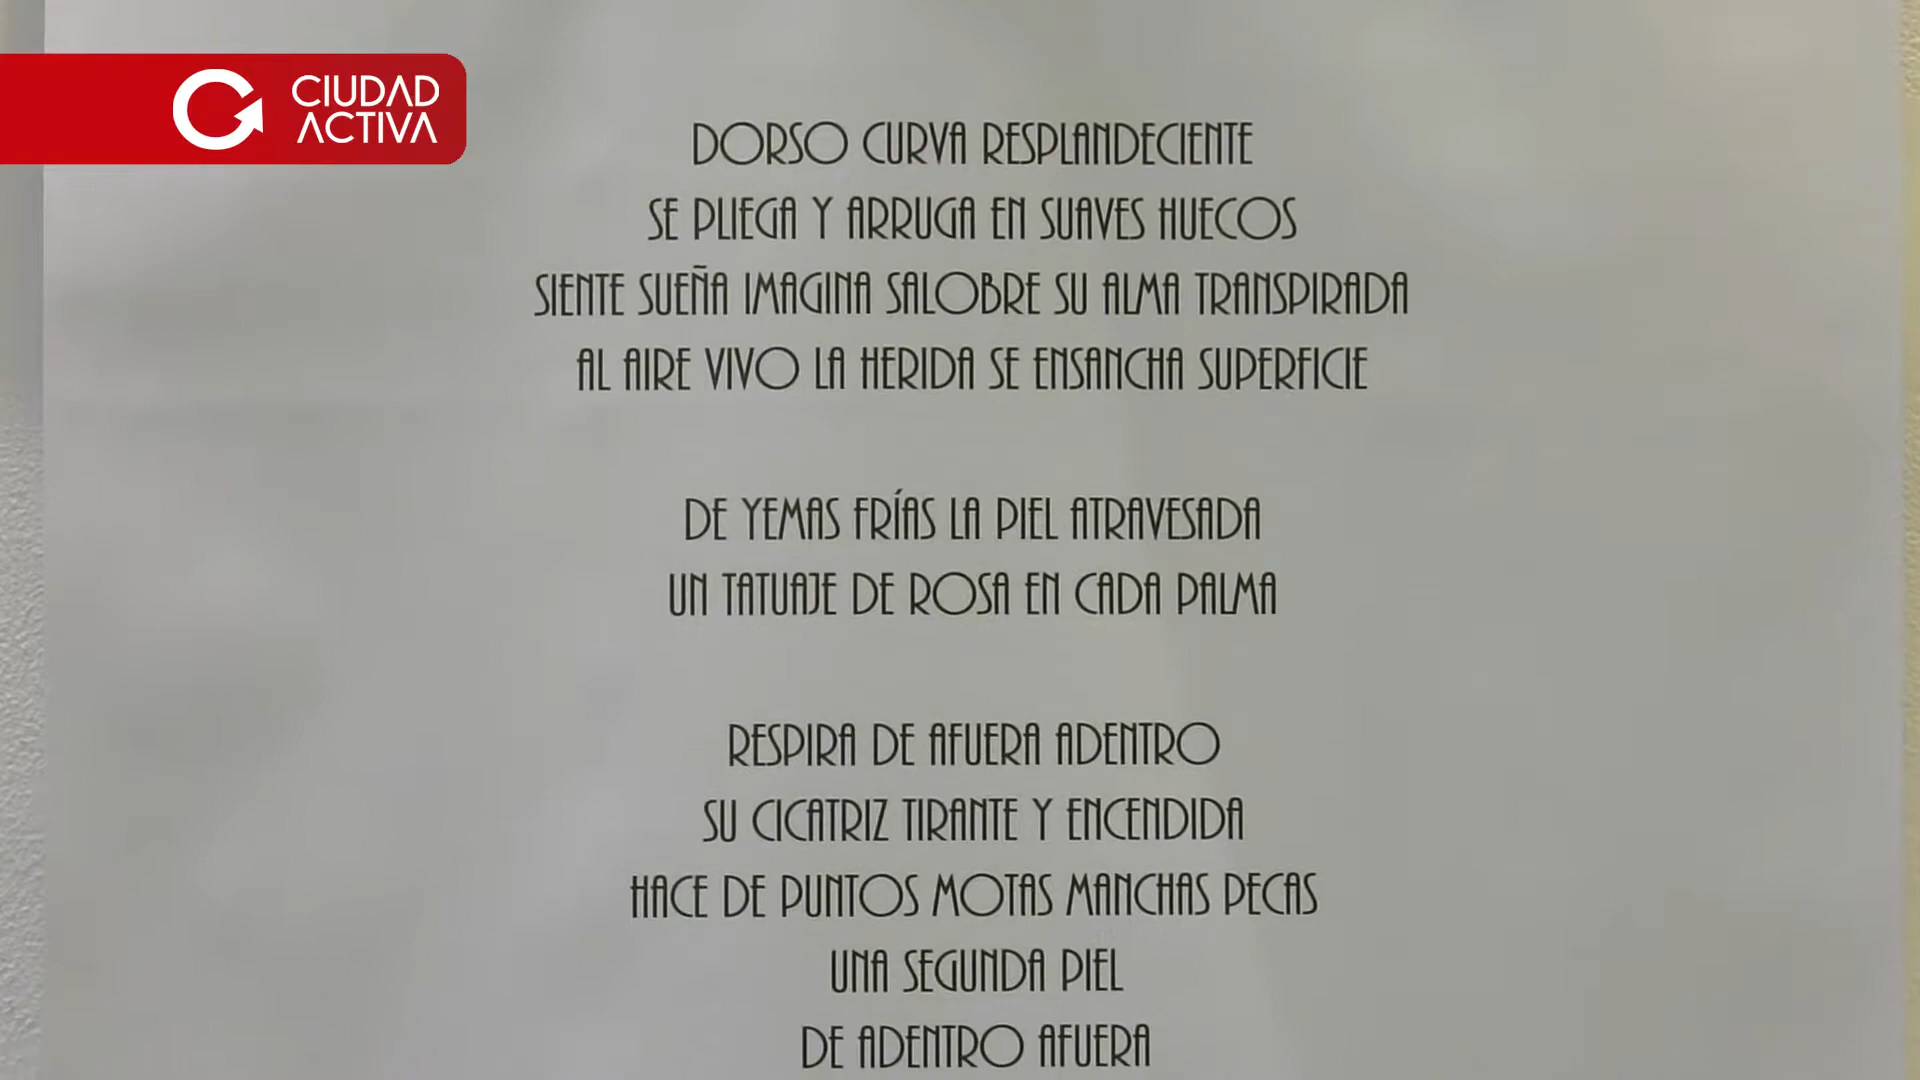 CIUDAD
ACTIVA
DORSO CURVA RESPLANDECIENTE
SE PLIEGA Y ARRUGA EN SUAVES HUECOS
SIENTE SUEÑA IMAGINA SALOBRE SU ALMA TRANSPIRADA
AL AIRE VIVO LA HERIDA SE ENSANCHA SUPERFICIE
DE YEMAS FRÍAS LA PIEL ATRAVESADA
UN TATUAJE DE ROSA EN CADA PALMA
RESPIRA DE AFUERA ADENTRO
SU CICATRIZ TIRANTE Y ENCENDIDA
HACE DE PUNTOS MOTAS MANCHAS PECAS
UNA SEGUNDA PIEL
DE ADENTRO AFUERA